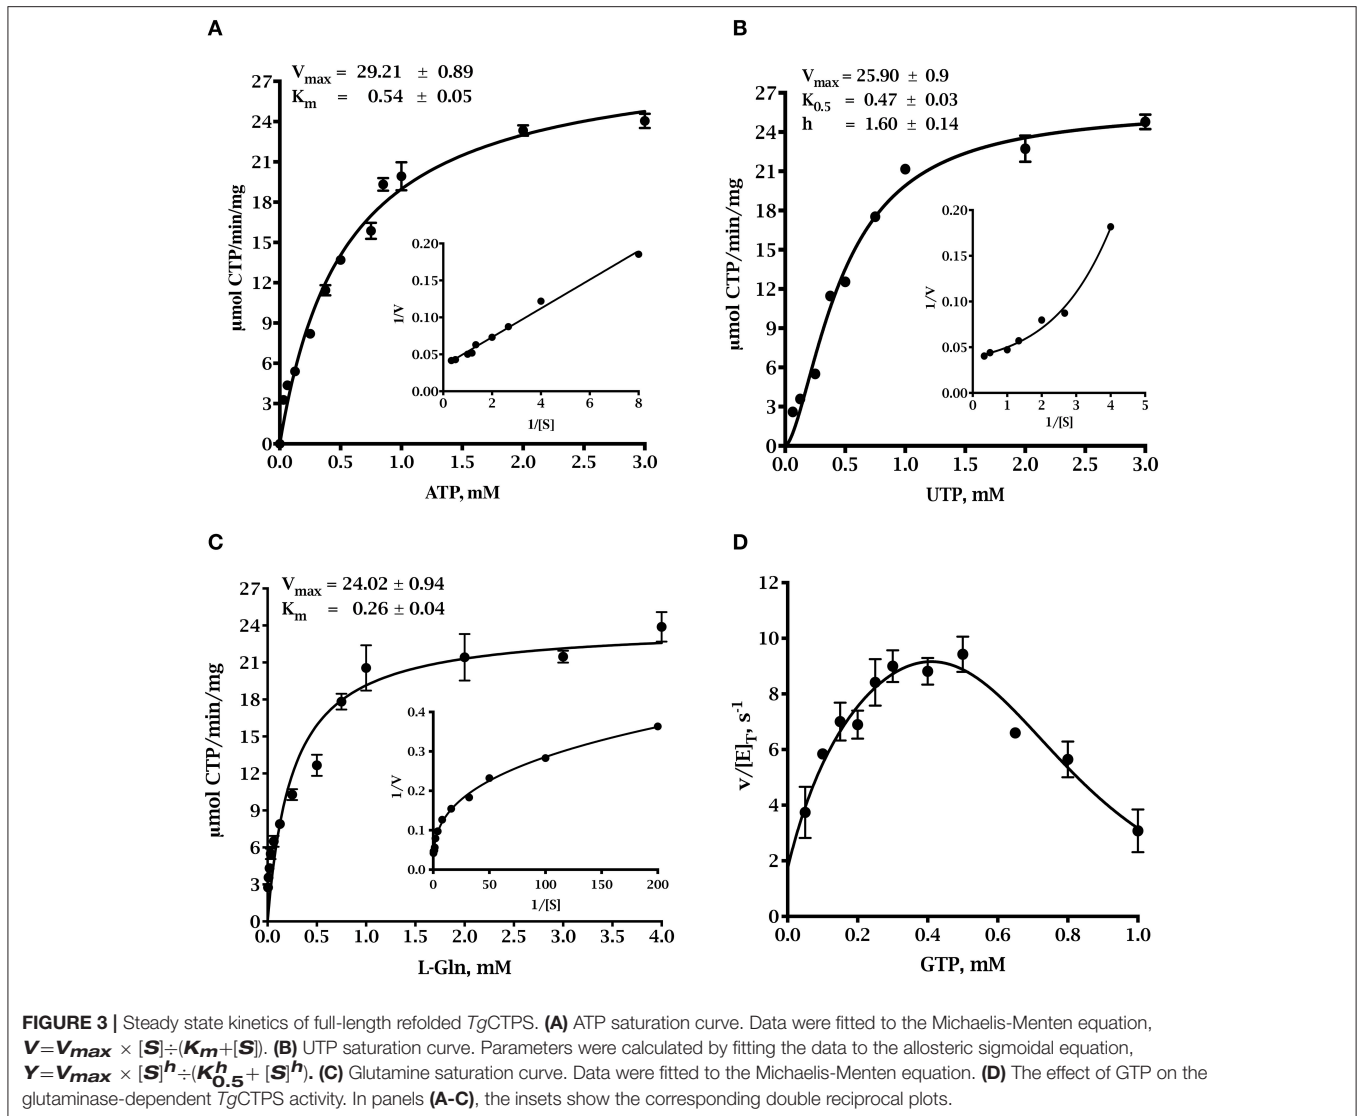 A
V_max = 29.21 ± 0.89
K_m = 0.54 ± 0.05
27
24
21
18
15
12
9
6
3
0
µmol CTP/min/mg
0.0 0.5 1.0 1.5 2.0 2.5 3.0
ATP, mM
0.20
0.15
0.10
0.05
0.00
1/V
0 2 4 6 8
1/[S]
B
V_max = 25.90 ± 0.9
K_0.5 = 0.47 ± 0.03
h = 1.60 ± 0.14
27
24
21
18
15
12
9
6
3
0
µmol CTP/min/mg
0.0 0.5 1.0 1.5 2.0 2.5 3.0
UTP, mM
0.20
0.15
0.10
0.05
0.00
1/V
0 1 2 3 4 5
1/[S]
C
V_max = 24.02 ± 0.94
K_m = 0.26 ± 0.04
27
24
21
18
15
12
9
6
3
0
µmol CTP/min/mg
0.0 0.5 1.0 1.5 2.0 2.5 3.0 3.5 4.0
L-Gln, mM
0.4
0.3
0.2
0.1
0.0
1/V
0 50 100 150 200
1/[S]
D
12
10
8
6
4
2
0
v/[E]_T, s^-1
0.0 0.2 0.4 0.6 0.8 1.0
GTP, mM
FIGURE 3 | Steady state kinetics of full-length refolded TgCTPS. (A) ATP saturation curve. Data were fitted to the Michaelis-Menten equation,
V=V_max × [S]÷(K_m+[S]). (B) UTP saturation curve. Parameters were calculated by fitting the data to the allosteric sigmoidal equation,
Y=V_max × [S]^h÷(K_0.5^h+ [S]^h). (C) Glutamine saturation curve. Data were fitted to the Michaelis-Menten equation. (D) The effect of GTP on the
glutaminase-dependent TgCTPS activity. In panels (A-C), the insets show the corresponding double reciprocal plots.